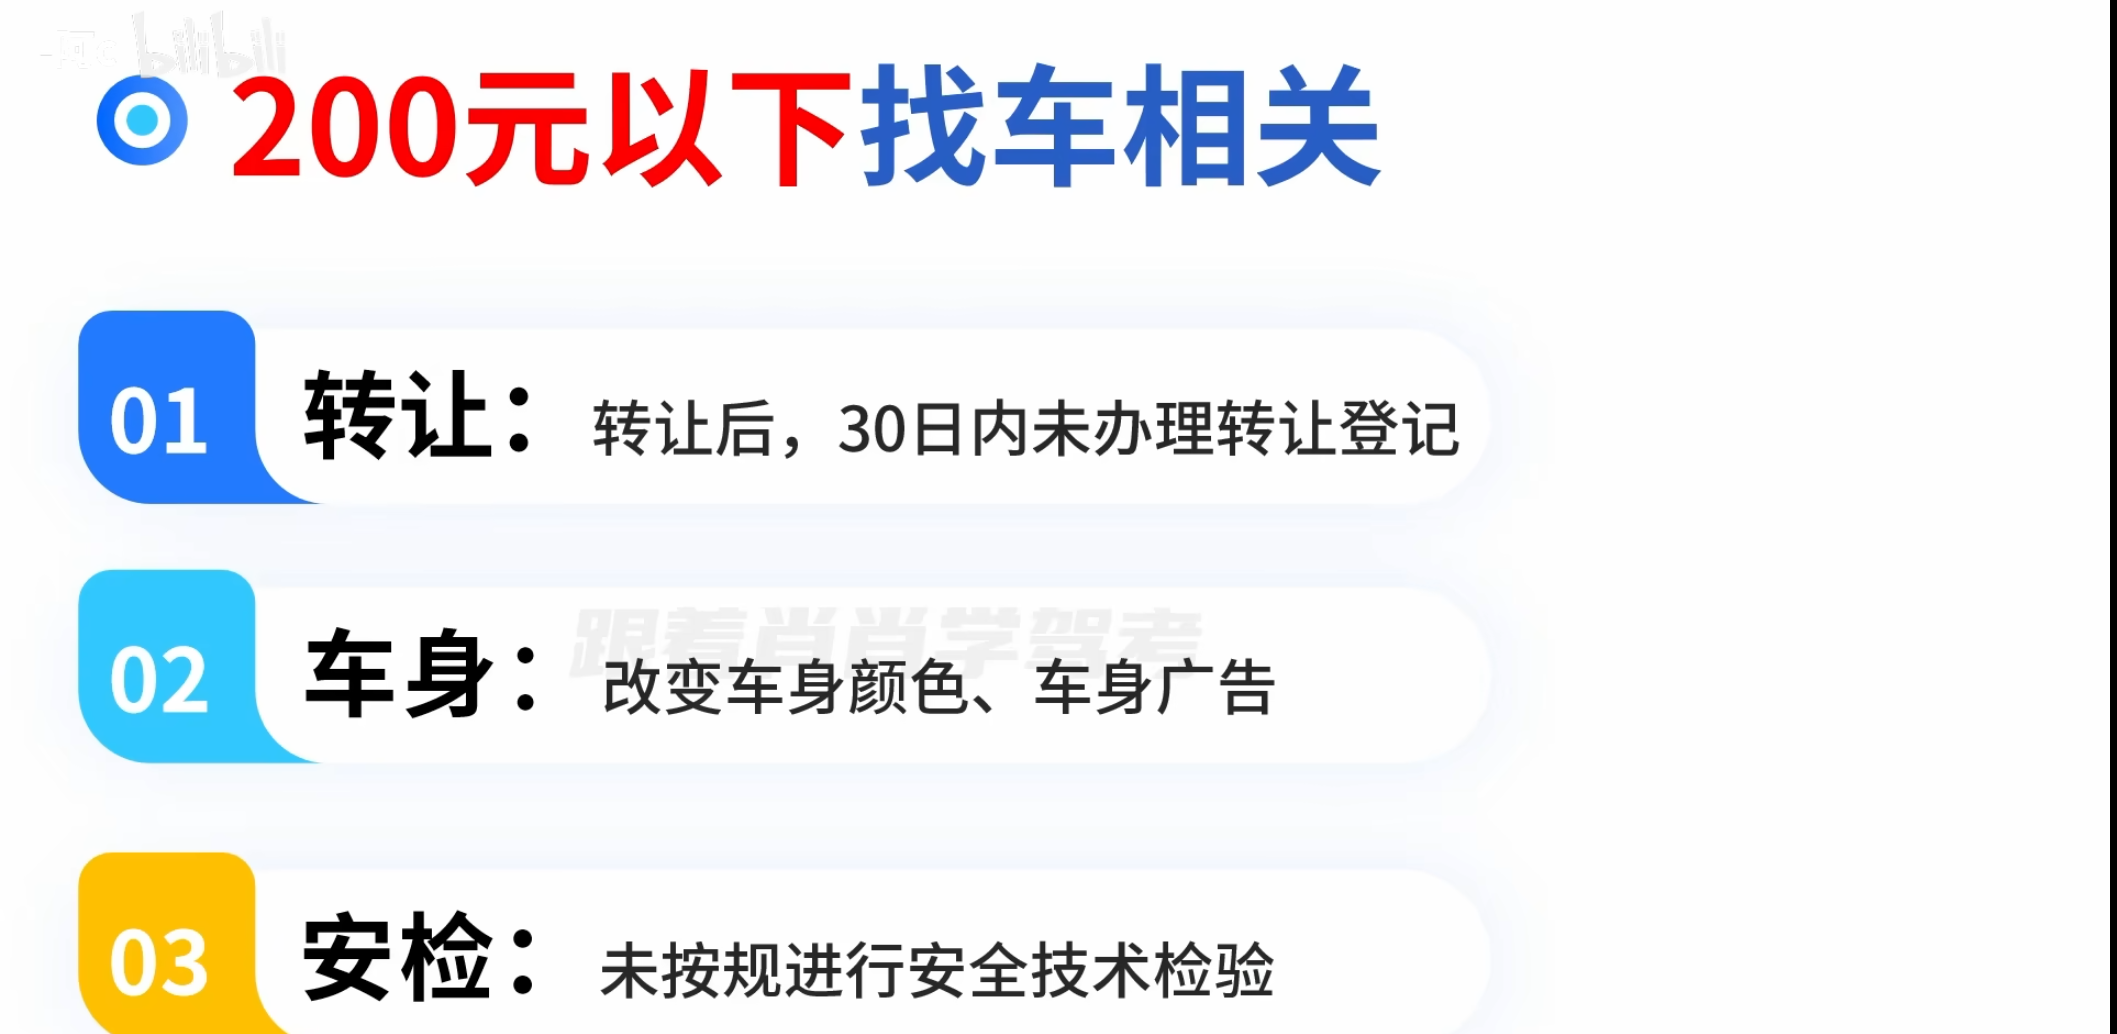 bilibili
200元以下找车相关
01 转让：转让后，30日内未办理转让登记
跟着肖肖学驾考
02 车身：改变车身颜色、车身广告
03 安检：未按规进行安全技术检验